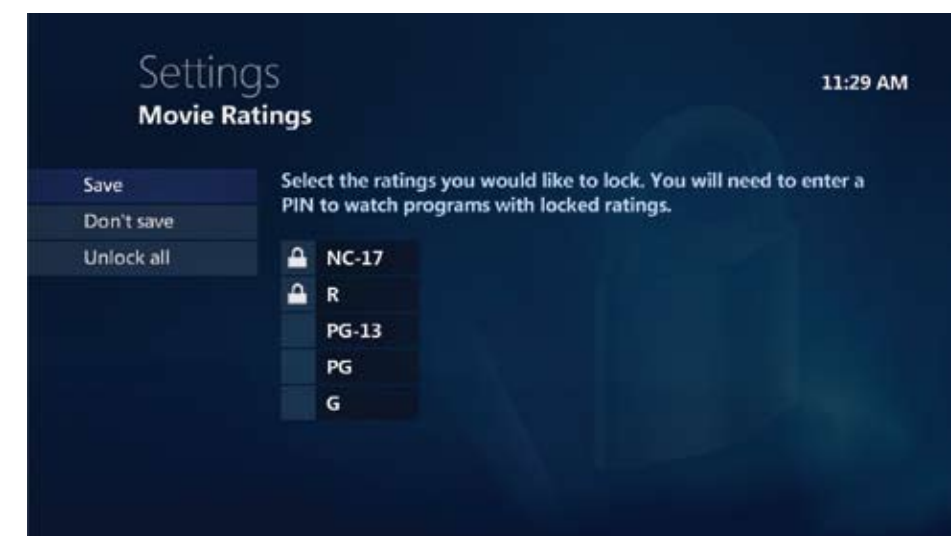 Settings
11:29 AM
Movie Ratings
Save
Don't save
Unlock all
Select the ratings you would like to lock. You will need to enter a
PIN to watch programs with locked ratings.
NC-17
R
PG-13
PG
G